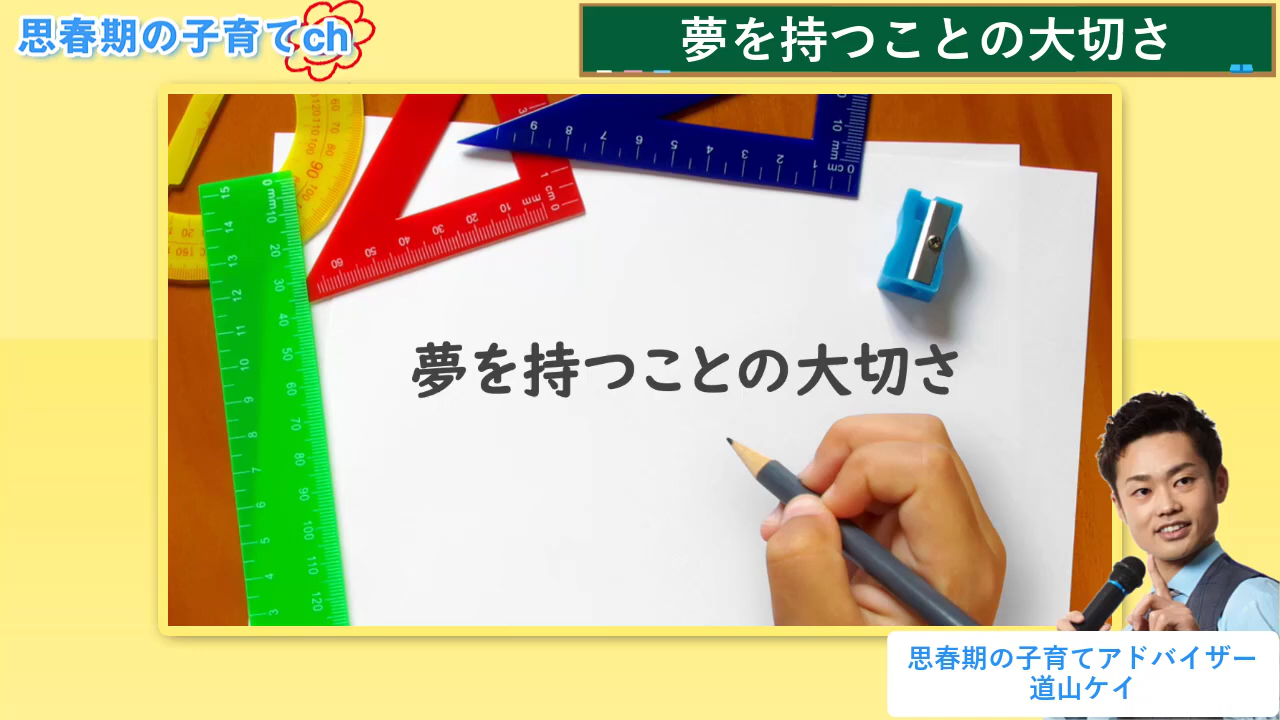 思春期の子育てch
夢を持つことの大切さ
夢を持つことの大切さ
思春期の子育てアドバイザー
道山ケイ